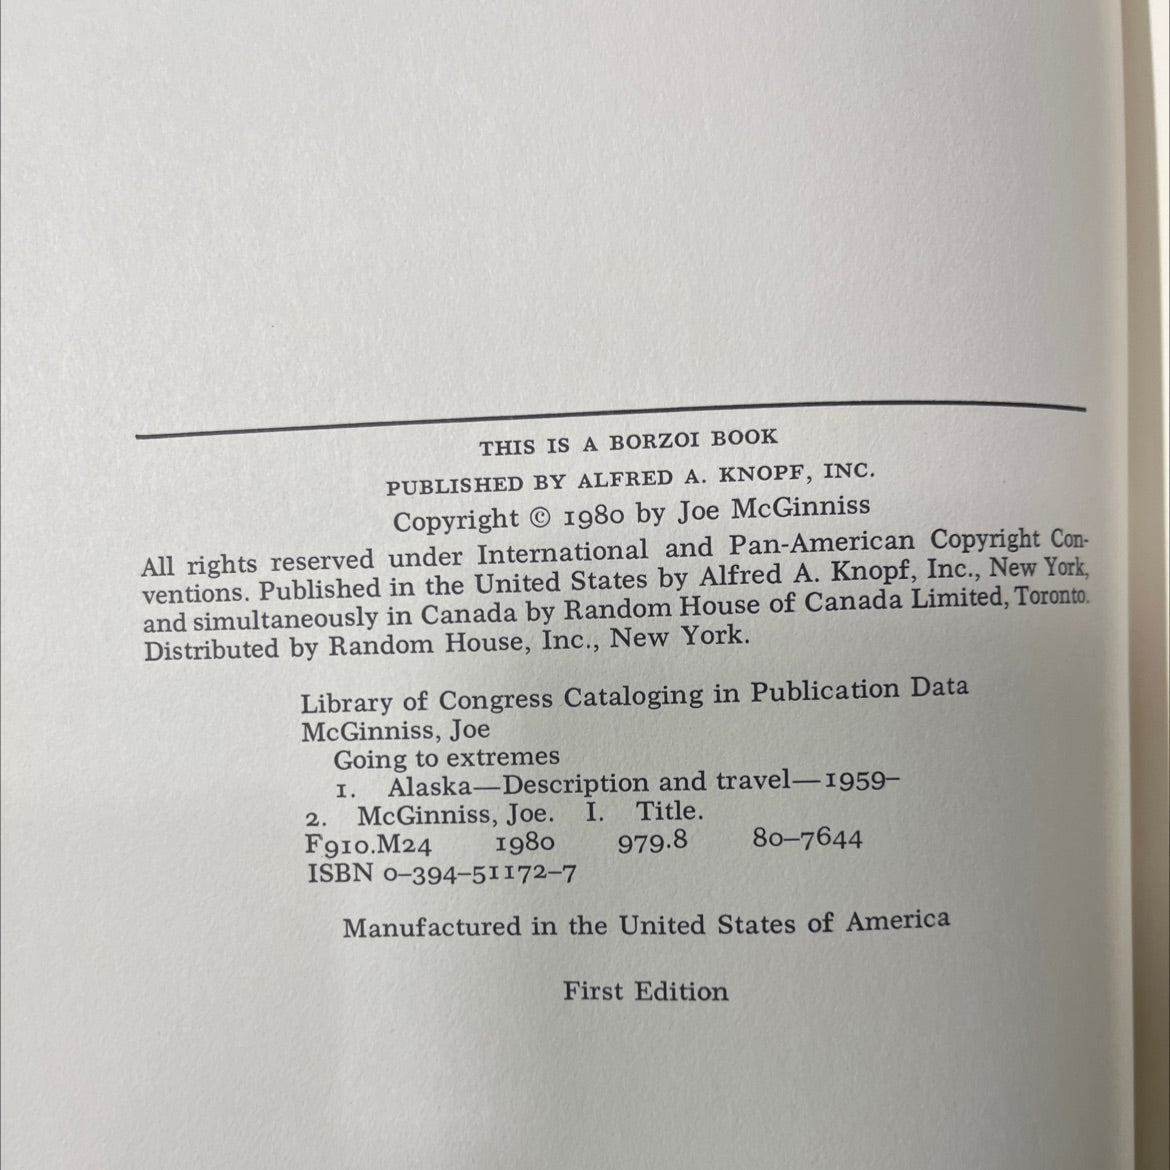 THIS IS A BORZOI BOOK
PUBLISHED BY ALFRED A. KNOPF, INC.
Copyright © 1980 by Joe McGinniss
All rights reserved under International and Pan-American Copyright Con-
ventions. Published in the United States by Alfred A. Knopf, Inc., New York,
and simultaneously in Canada by Random House of Canada Limited, Toronto.
Distributed by Random House, Inc., New York.
Library of Congress Cataloging in Publication Data
McGinniss, Joe
Going to extremes
1. Alaska—Description and travel—1959–
2. McGinniss, Joe. I. Title.
F910.M24 1980 979.8 80–7644
ISBN 0–394–51172–7
Manufactured in the United States of America
First Edition